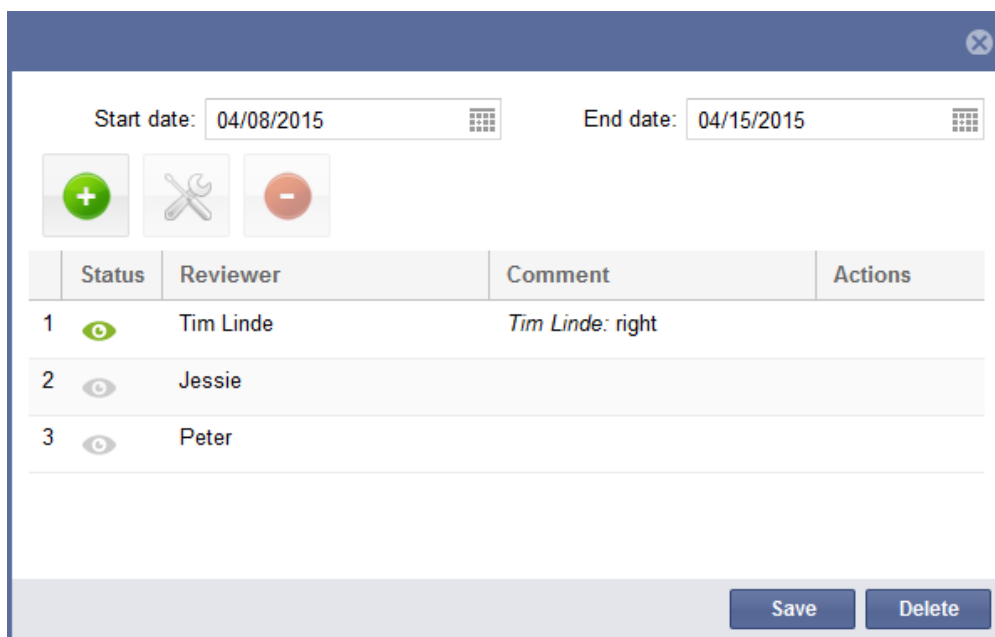 Start date: 04/08/2015 End date: 04/15/2015
Status Reviewer Comment Actions
1 Tim Linde Tim Linde: right
2 Jessie
3 Peter
Save Delete